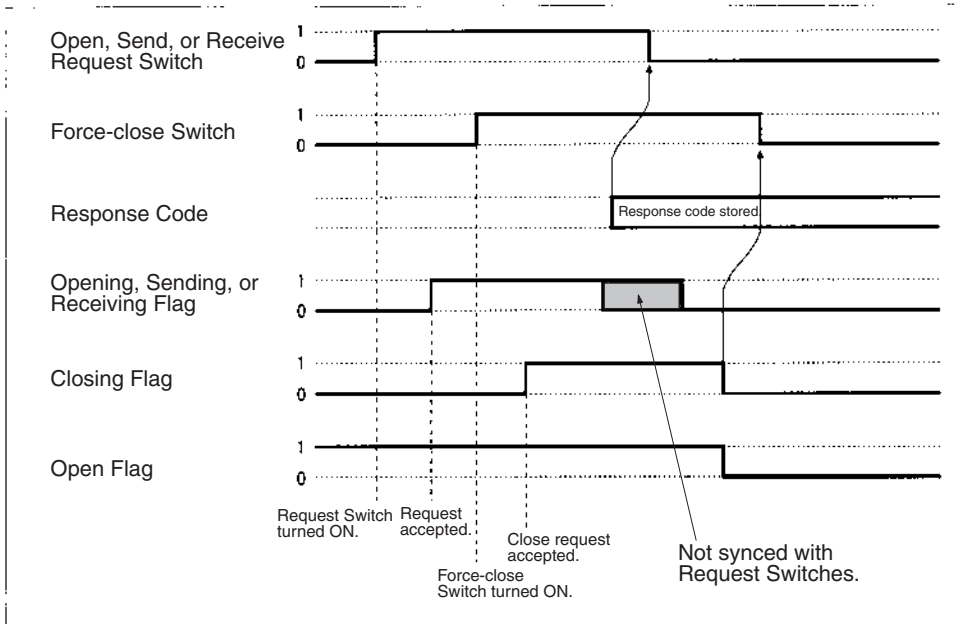 Open, Send, or Receive
Request Switch
1
0
Force-close Switch
1
0
Response Code
Response code stored.
Opening, Sending, or
Receiving Flag
1
0
Closing Flag
1
0
Open Flag
1
0
Request Switch
turned ON.
Request
accepted.
Close request
accepted.
Force-close
Switch turned ON.
Not synced with
Request Switches.